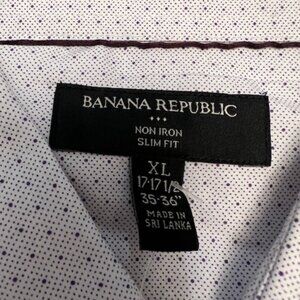 BANANA REPUBLIC
NON IRON
SLIM FIT
XL
17-17 1/2
35-36"
MADE IN
SRI LANKA